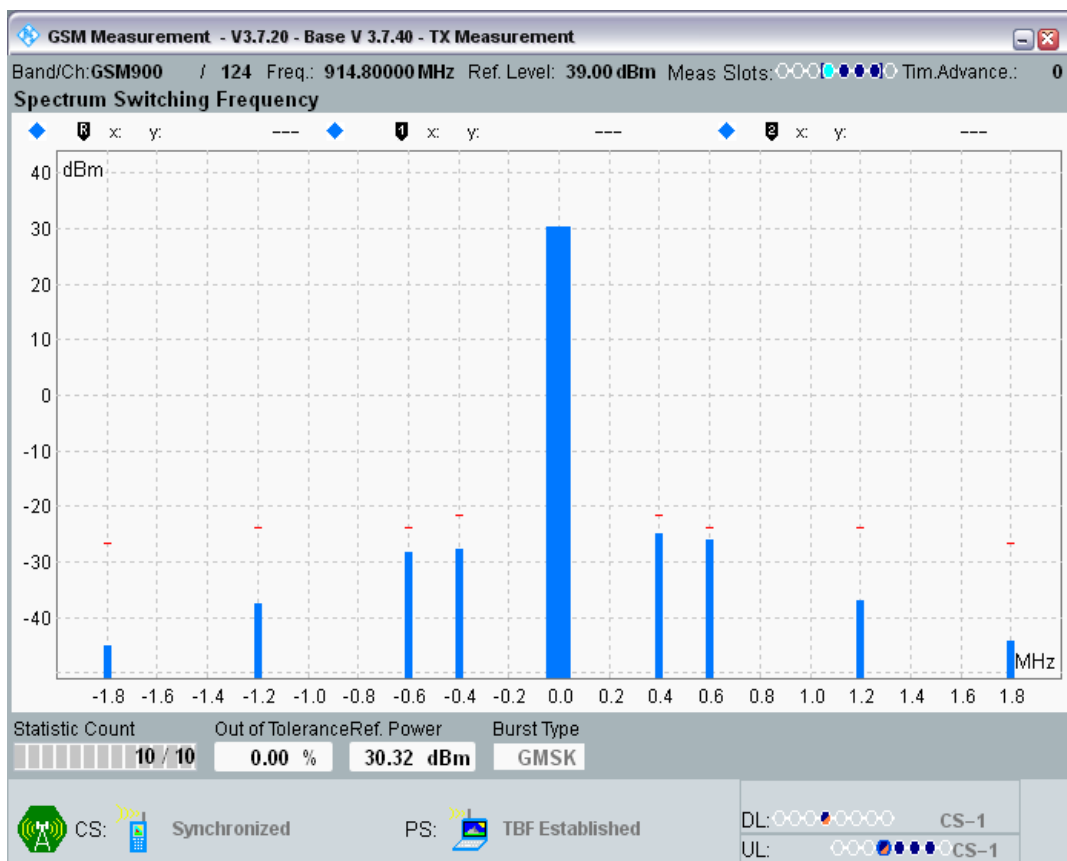 GSM Measurement - V3.7.20 - Base V 3.7.40 - TX Measurement
Band/Ch:GSM900 / 124 Freq.: 914.80000 MHz Ref. Level: 39.00 dBm Meas Slots: Tim.Advance.: 0
Spectrum Switching Frequency
R x: y: --- 1 x: y: --- 2 x: y: ---
dBm
40
30
20
10
0
-10
-20
-30
-40
MHz
-1.8 -1.6 -1.4 -1.2 -1.0 -0.8 -0.6 -0.4 -0.2 0.0 0.2 0.4 0.6 0.8 1.0 1.2 1.4 1.6 1.8
Statistic Count Out of Tolerance Ref. Power Burst Type
10 / 10 0.00 % 30.32 dBm GMSK
CS: Synchronized PS: TBF Established
DL: CS-1
UL: CS-1